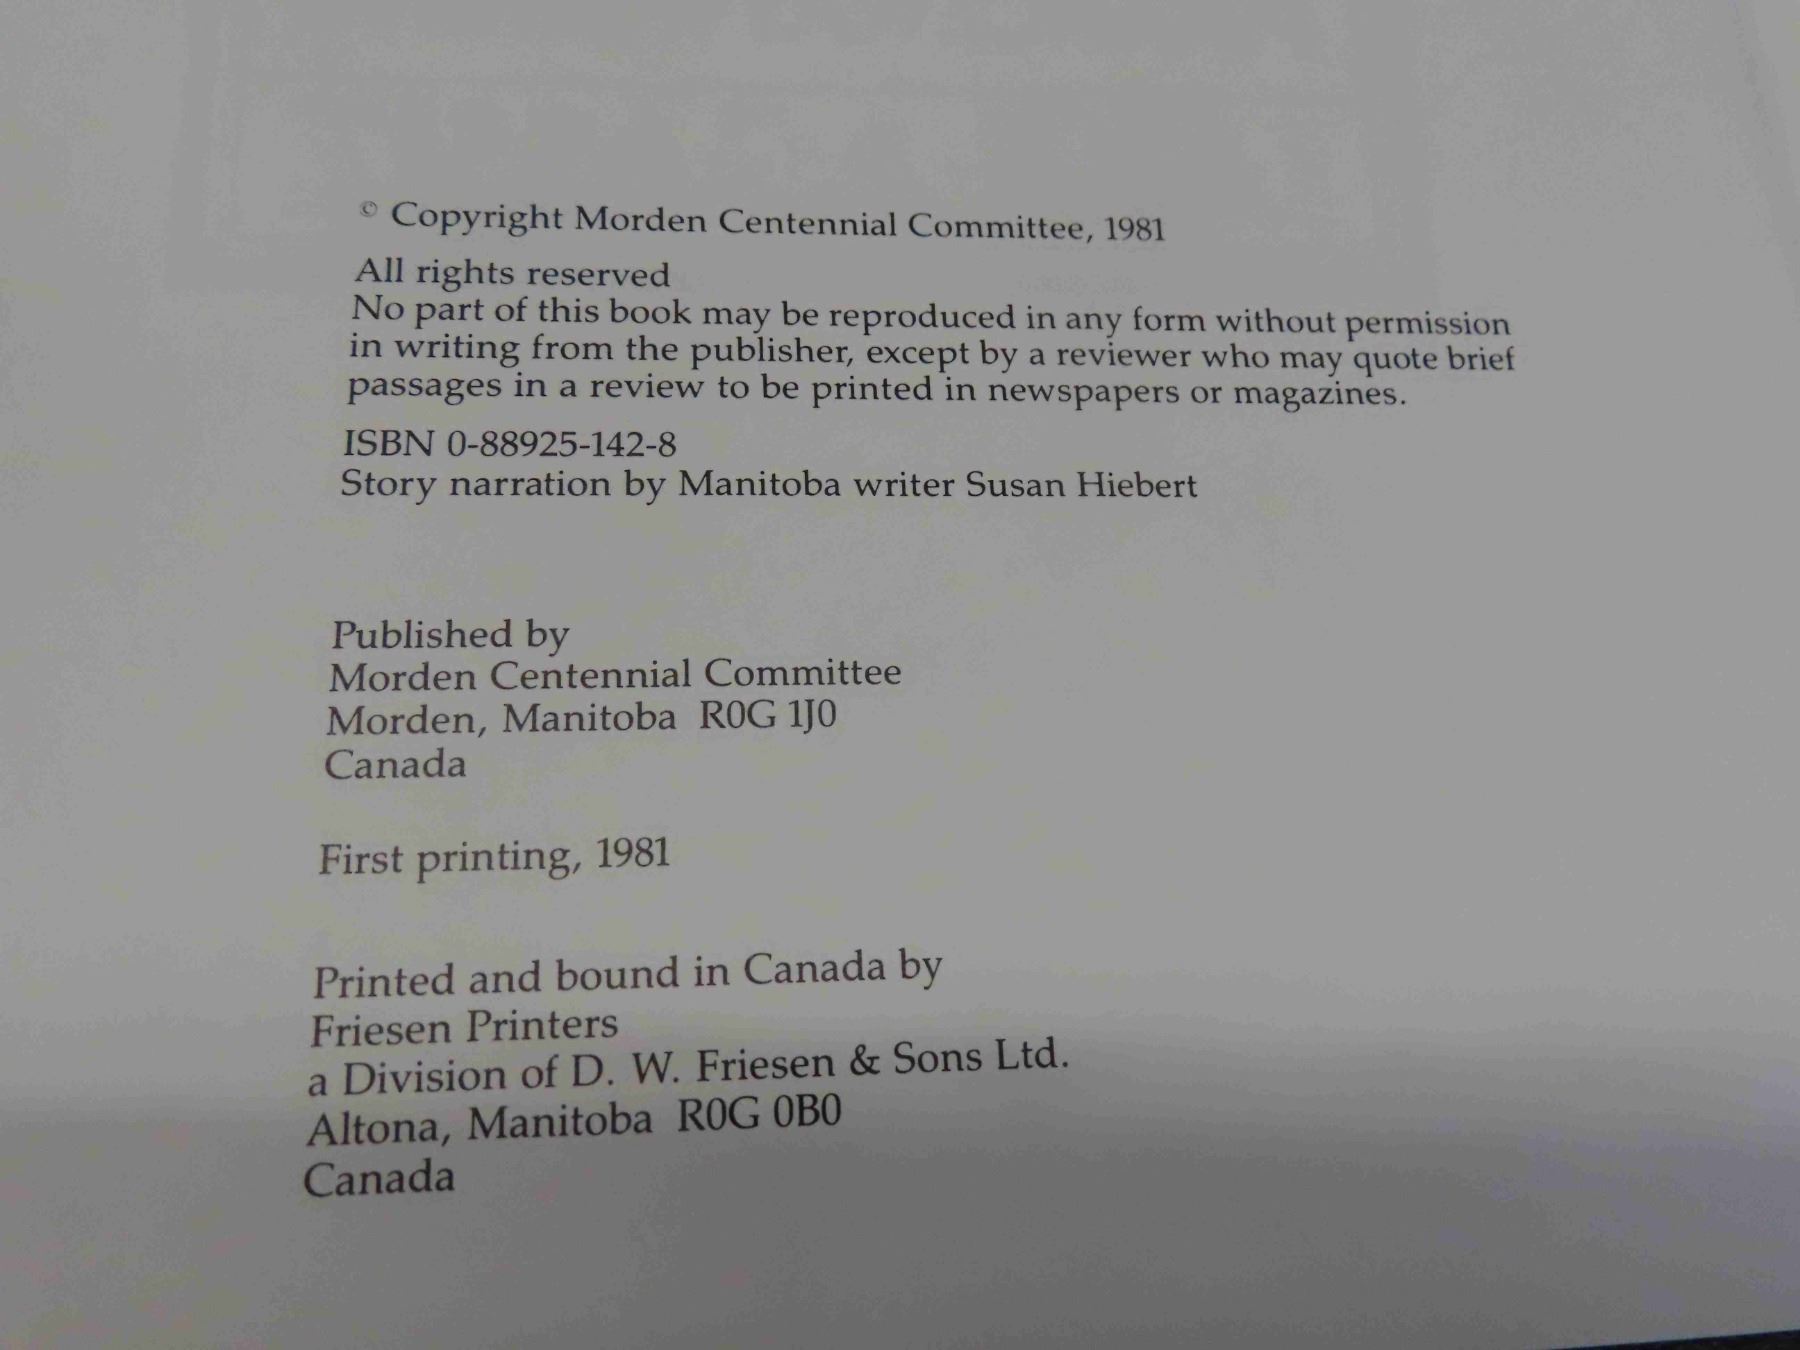 © Copyright Morden Centennial Committee, 1981
All rights reserved
No part of this book may be reproduced in any form without permission
in writing from the publisher, except by a reviewer who may quote brief
passages in a review to be printed in newspapers or magazines.
ISBN 0-88925-142-8
Story narration by Manitoba writer Susan Hiebert
Published by
Morden Centennial Committee
Morden, Manitoba R0G 1J0
Canada
First printing, 1981
Printed and bound in Canada by
Friesen Printers
a Division of D. W. Friesen & Sons Ltd.
Altona, Manitoba R0G 0B0
Canada